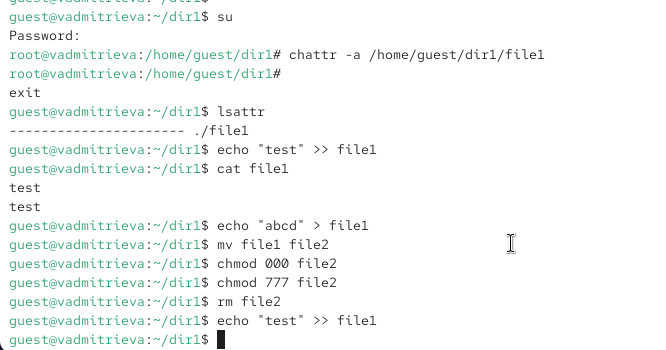 guest@vadmitrieva:~/dir1$ su
Password:
root@vadmitrieva:/home/guest/dir1# chattr -a /home/guest/dir1/file1
root@vadmitrieva:/home/guest/dir1#
exit
guest@vadmitrieva:~/dir1$ lsattr
---------------------- ./file1
guest@vadmitrieva:~/dir1$ echo "test" >> file1
guest@vadmitrieva:~/dir1$ cat file1
test
test
guest@vadmitrieva:~/dir1$ echo "abcd" > file1
guest@vadmitrieva:~/dir1$ mv file1 file2
guest@vadmitrieva:~/dir1$ chmod 000 file2
guest@vadmitrieva:~/dir1$ chmod 777 file2
guest@vadmitrieva:~/dir1$ rm file2
guest@vadmitrieva:~/dir1$ echo "test" >> file1
guest@vadmitrieva:~/dir1$